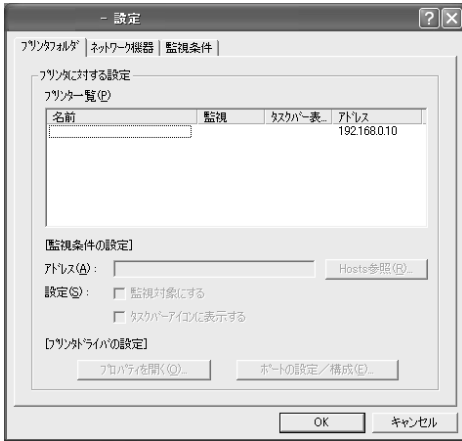 - 設定
プリンタフォルダ ネットワーク機器 監視条件
プリンタに対する設定
プリンター覧(P)
名前 監視 タスクバー表... アドレス
192.168.0.10
[監視条件の設定]
アドレス(A): Hosts参照(R)...
設定(S): 監視対象にする
タスクバーアイコンに表示する
[プリンタドライバの設定]
プロパティを開く(O)... ポートの設定/構成(E)...
OK キャンセル